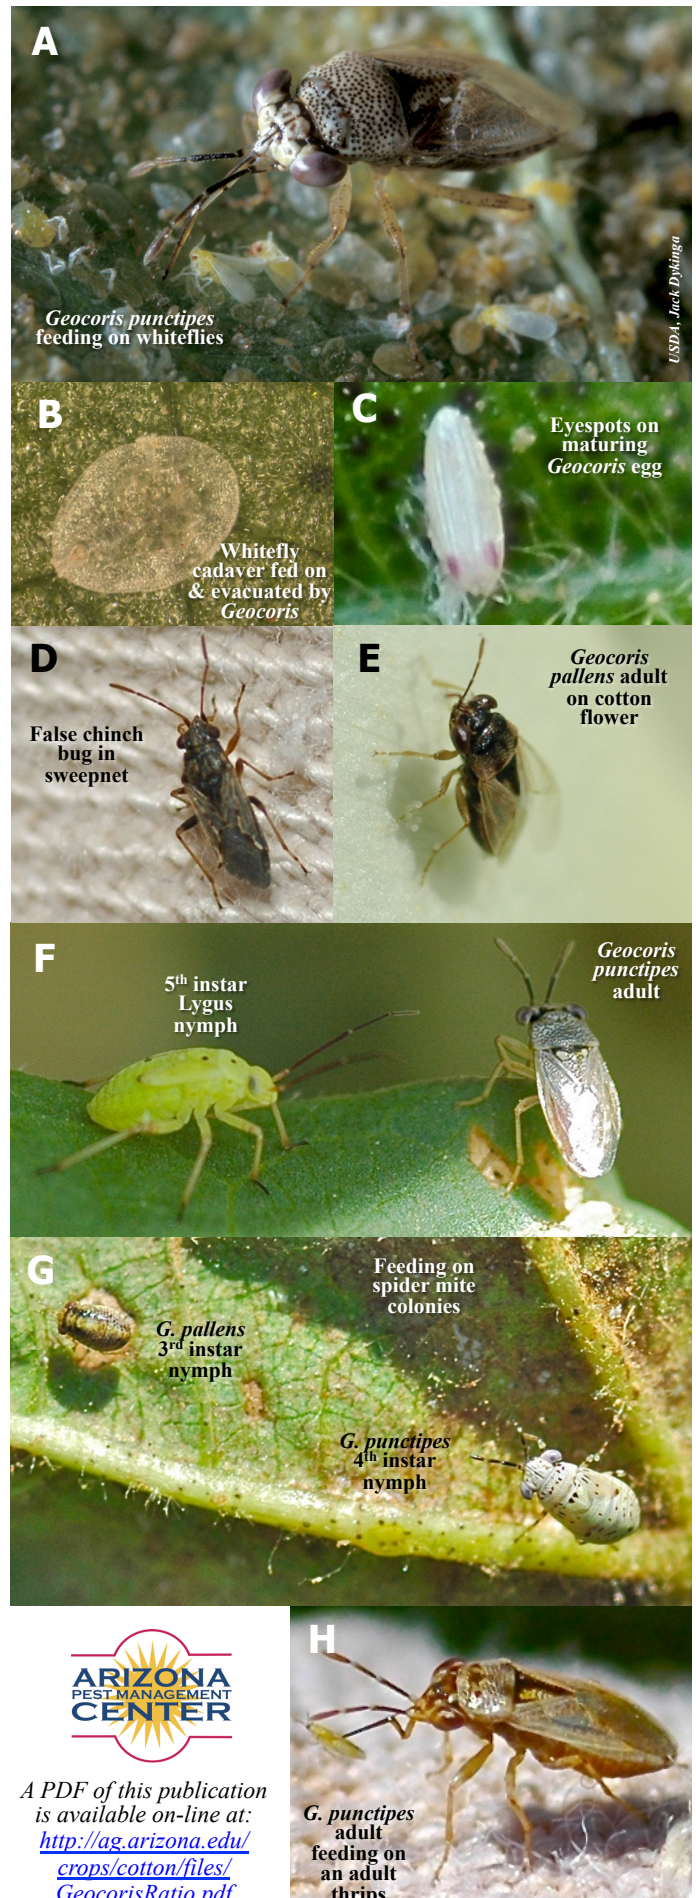 A
Geocoris punctipes
feeding on whiteflies
USDA, Jack Dykinga
B
Whitefly
cadaver fed on
& evacuated by
Geocoris
C
Eyespots on
maturing
Geocoris egg
D
False chinch
bug in
sweepnet
E
Geocoris
pallens adult
on cotton
flower
F
5th instar
Lygus
nymph
Geocoris
punctipes
adult
G
Feeding on
spider mite
colonies
G. pallens
3rd instar
nymph
G. punctipes
4th instar
nymph
ARIZONA
PEST MANAGEMENT
CENTER
A PDF of this publication
is available on-line at:
http://ag.arizona.edu/
crops/cotton/files/
GeocorisRatio.pdf
H
G. punctipes
adult
feeding on
an adult
thrips